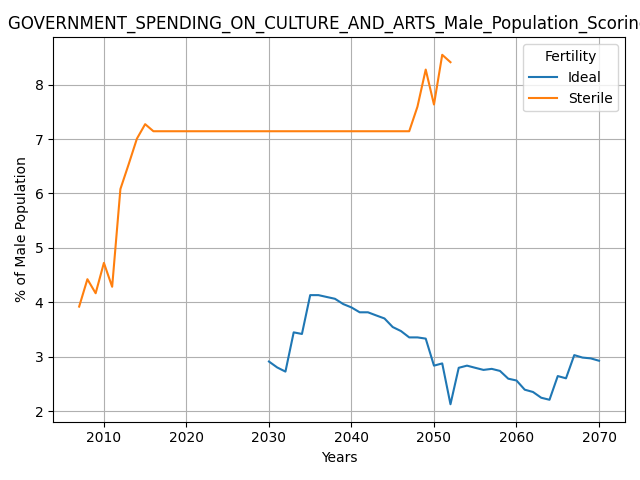 GOVERNMENT_SPENDING_ON_CULTURE_AND_ARTS_Male_Population_Scorin
Fertility
Ideal
Sterile
% of Male Population
8
7
6
5
4
3
2
2010 2020 2030 2040 2050 2060 2070
Years